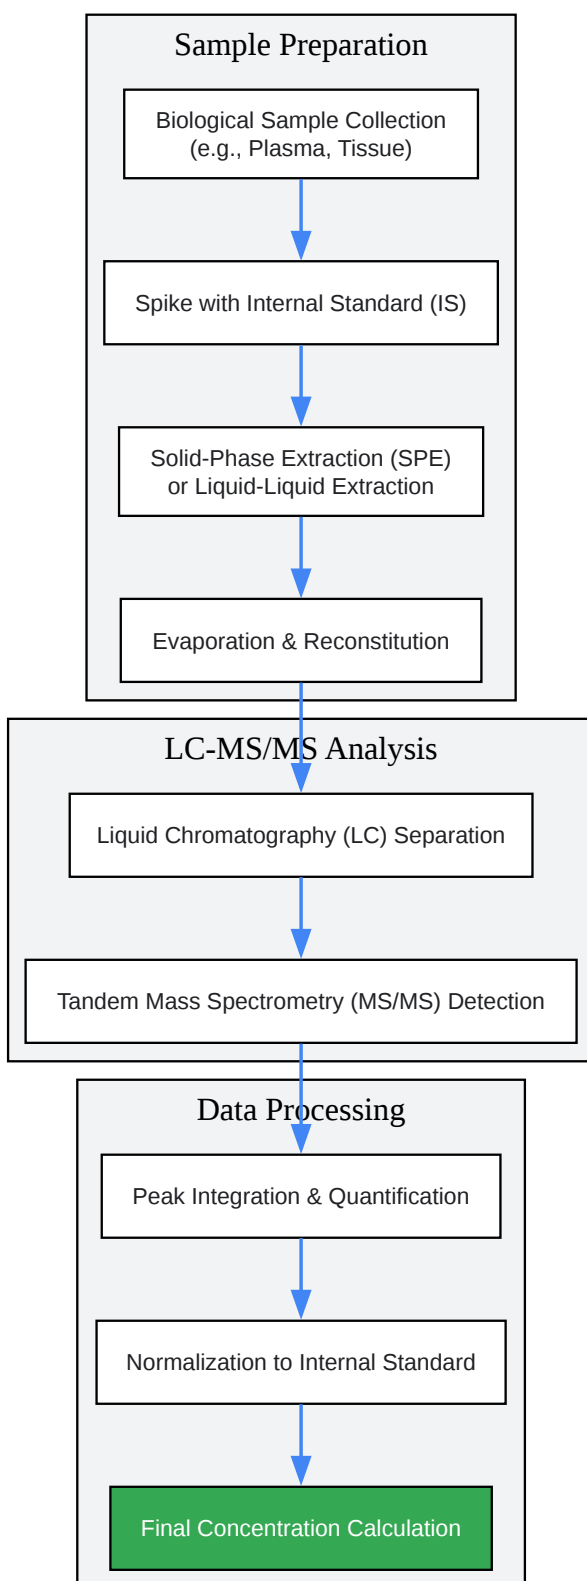 Sample Preparation
Biological Sample Collection
(e.g., Plasma, Tissue)
Spike with Internal Standard (IS)
Solid-Phase Extraction (SPE)
or Liquid-Liquid Extraction
Evaporation & Reconstitution
LC-MS/MS Analysis
Liquid Chromatography (LC) Separation
Tandem Mass Spectrometry (MS/MS) Detection
Data Processing
Peak Integration & Quantification
Normalization to Internal Standard
Final Concentration Calculation